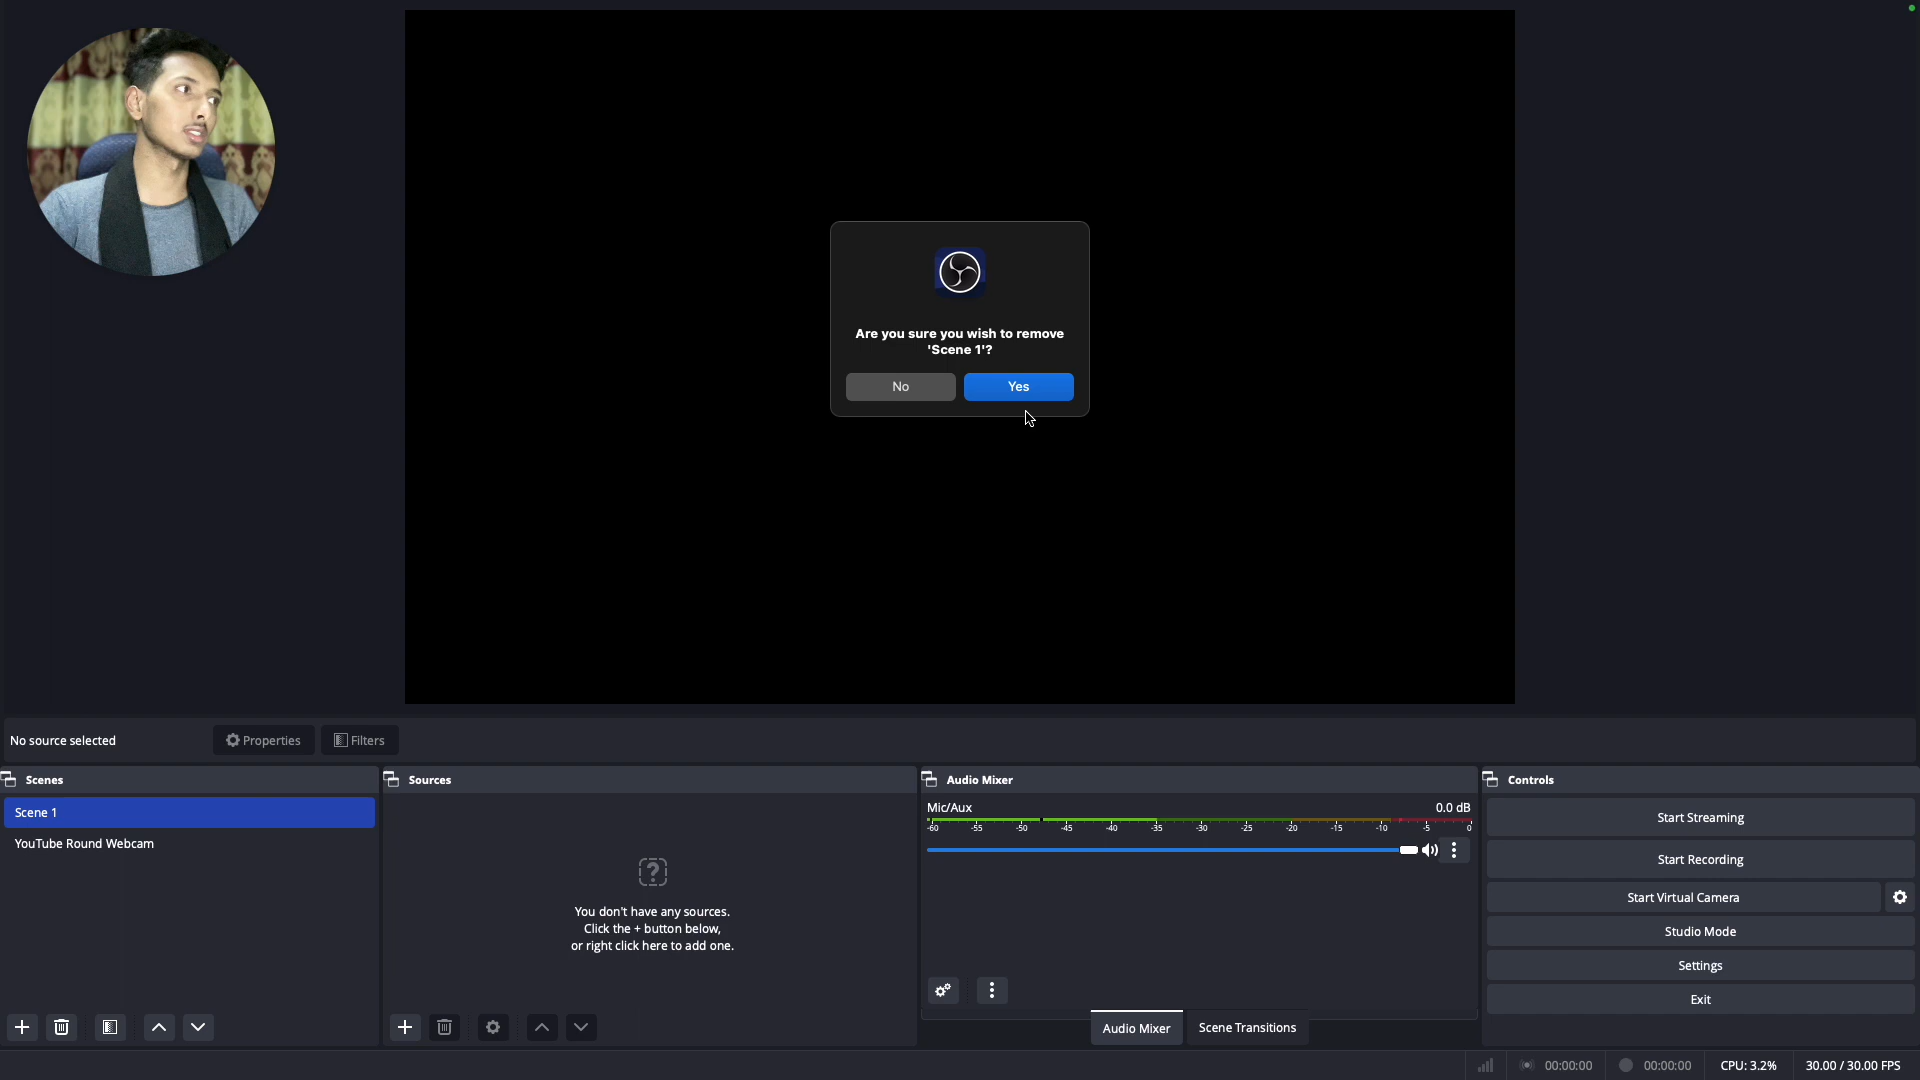 Are you sure you wish to remove
'Scene 1'?
No
Yes
No source selected
Properties
Filters
Scenes
Scene 1
YouTube Round Webcam
Sources
You don't have any sources.
Click the + button below,
or right click here to add one.
Audio Mixer
Mic/Aux
0.0 dB
-60 -55 -50 -45 -40 -35 -30 -25 -20 -15 -10 -5 0
Audio Mixer
Scene Transitions
Controls
Start Streaming
Start Recording
Start Virtual Camera
Studio Mode
Settings
Exit
00:00:00
00:00:00
CPU: 3.2%
30.00 / 30.00 FPS